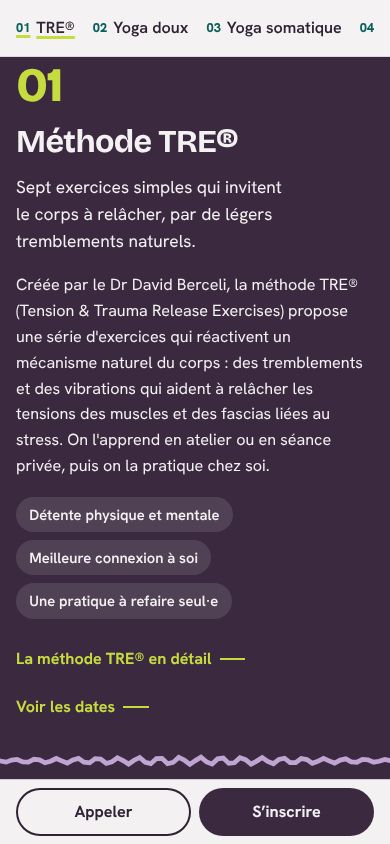 01 TRE® 02 Yoga doux 03 Yoga somatique 04
01
Méthode TRE®
Sept exercices simples qui invitent
le corps à relâcher, par de légers
tremblements naturels.
Créée par le Dr David Berceli, la méthode TRE®
(Tension & Trauma Release Exercises) propose
une série d'exercices qui réactivent un
mécanisme naturel du corps : des tremblements
et des vibrations qui aident à relâcher les
tensions des muscles et des fascias liées au
stress. On l'apprend en atelier ou en séance
privée, puis on la pratique chez soi.
Détente physique et mentale
Meilleure connexion à soi
Une pratique à refaire seul·e
La méthode TRE® en détail
Voir les dates
Appeler S’inscrire